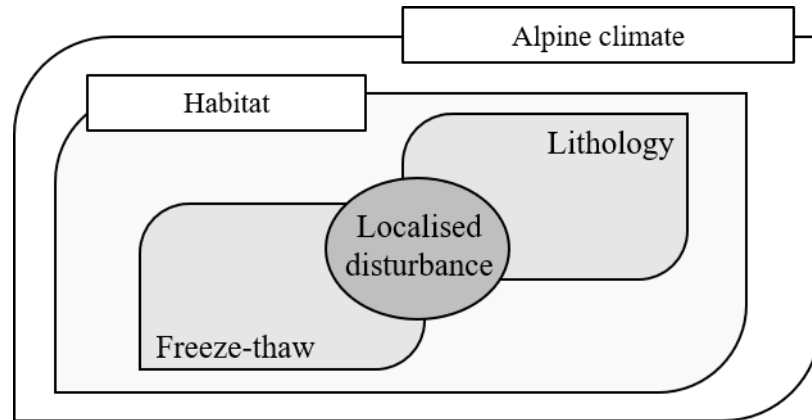 Alpine climate
Habitat
Lithology
Localised
disturbance
Freeze-thaw